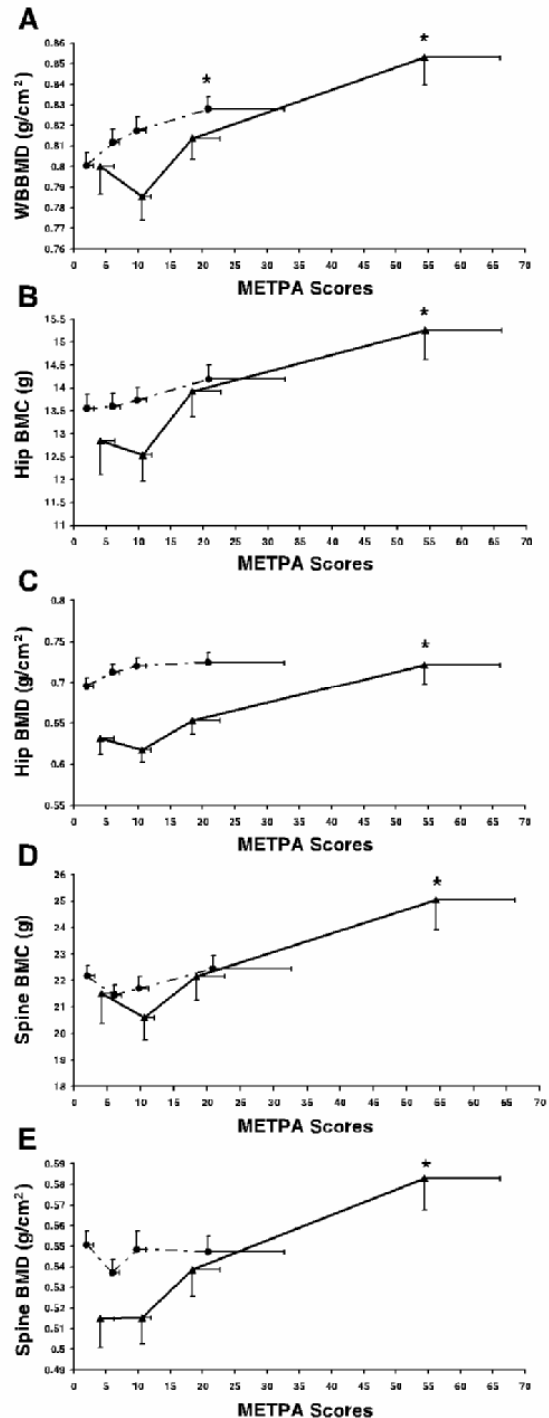 A
*
*
WBBMD (g/cm²)
0.86
0.85
0.84
0.83
0.82
0.81
0.8
0.79
0.78
0.77
0.76
0 5 10 15 20 25 30 35 40 45 50 55 60 65 70
METPA Scores
B
*
Hip BMC (g)
15.5
15
14.5
14
13.5
13
12.5
12
11.5
11
0 5 10 15 20 25 30 35 40 45 50 55 60 65 70
METPA Scores
C
*
Hip BMD (g/cm²)
0.8
0.75
0.7
0.65
0.6
0.55
0 5 10 15 20 25 30 35 40 45 50 55 60 65 70
METPA Scores
D
*
Spine BMC (g)
26
25
24
23
22
21
20
19
18
0 5 10 15 20 25 30 35 40 45 50 55 60 65 70
METPA Scores
E
*
Spine BMD (g/cm²)
0.59
0.58
0.57
0.56
0.55
0.54
0.53
0.52
0.51
0.5
0.49
0 5 10 15 20 25 30 35 40 45 50 55 60 65 70
METPA Scores